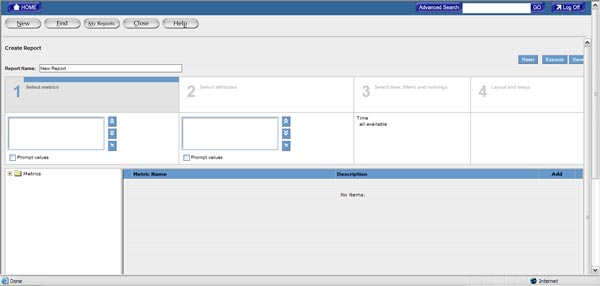 HOME Advanced Search GO Log Off
New Find My Reports Close Help
Create Report
Reset Execute Save
Report Name: New Report
1 Select metrics 2 Select attributes 3 Select time, filters and rankings 4 Layout and setup
Time
all available
Prompt values Prompt values
Metrics Metric Name Description Add
No items.
Done Internet